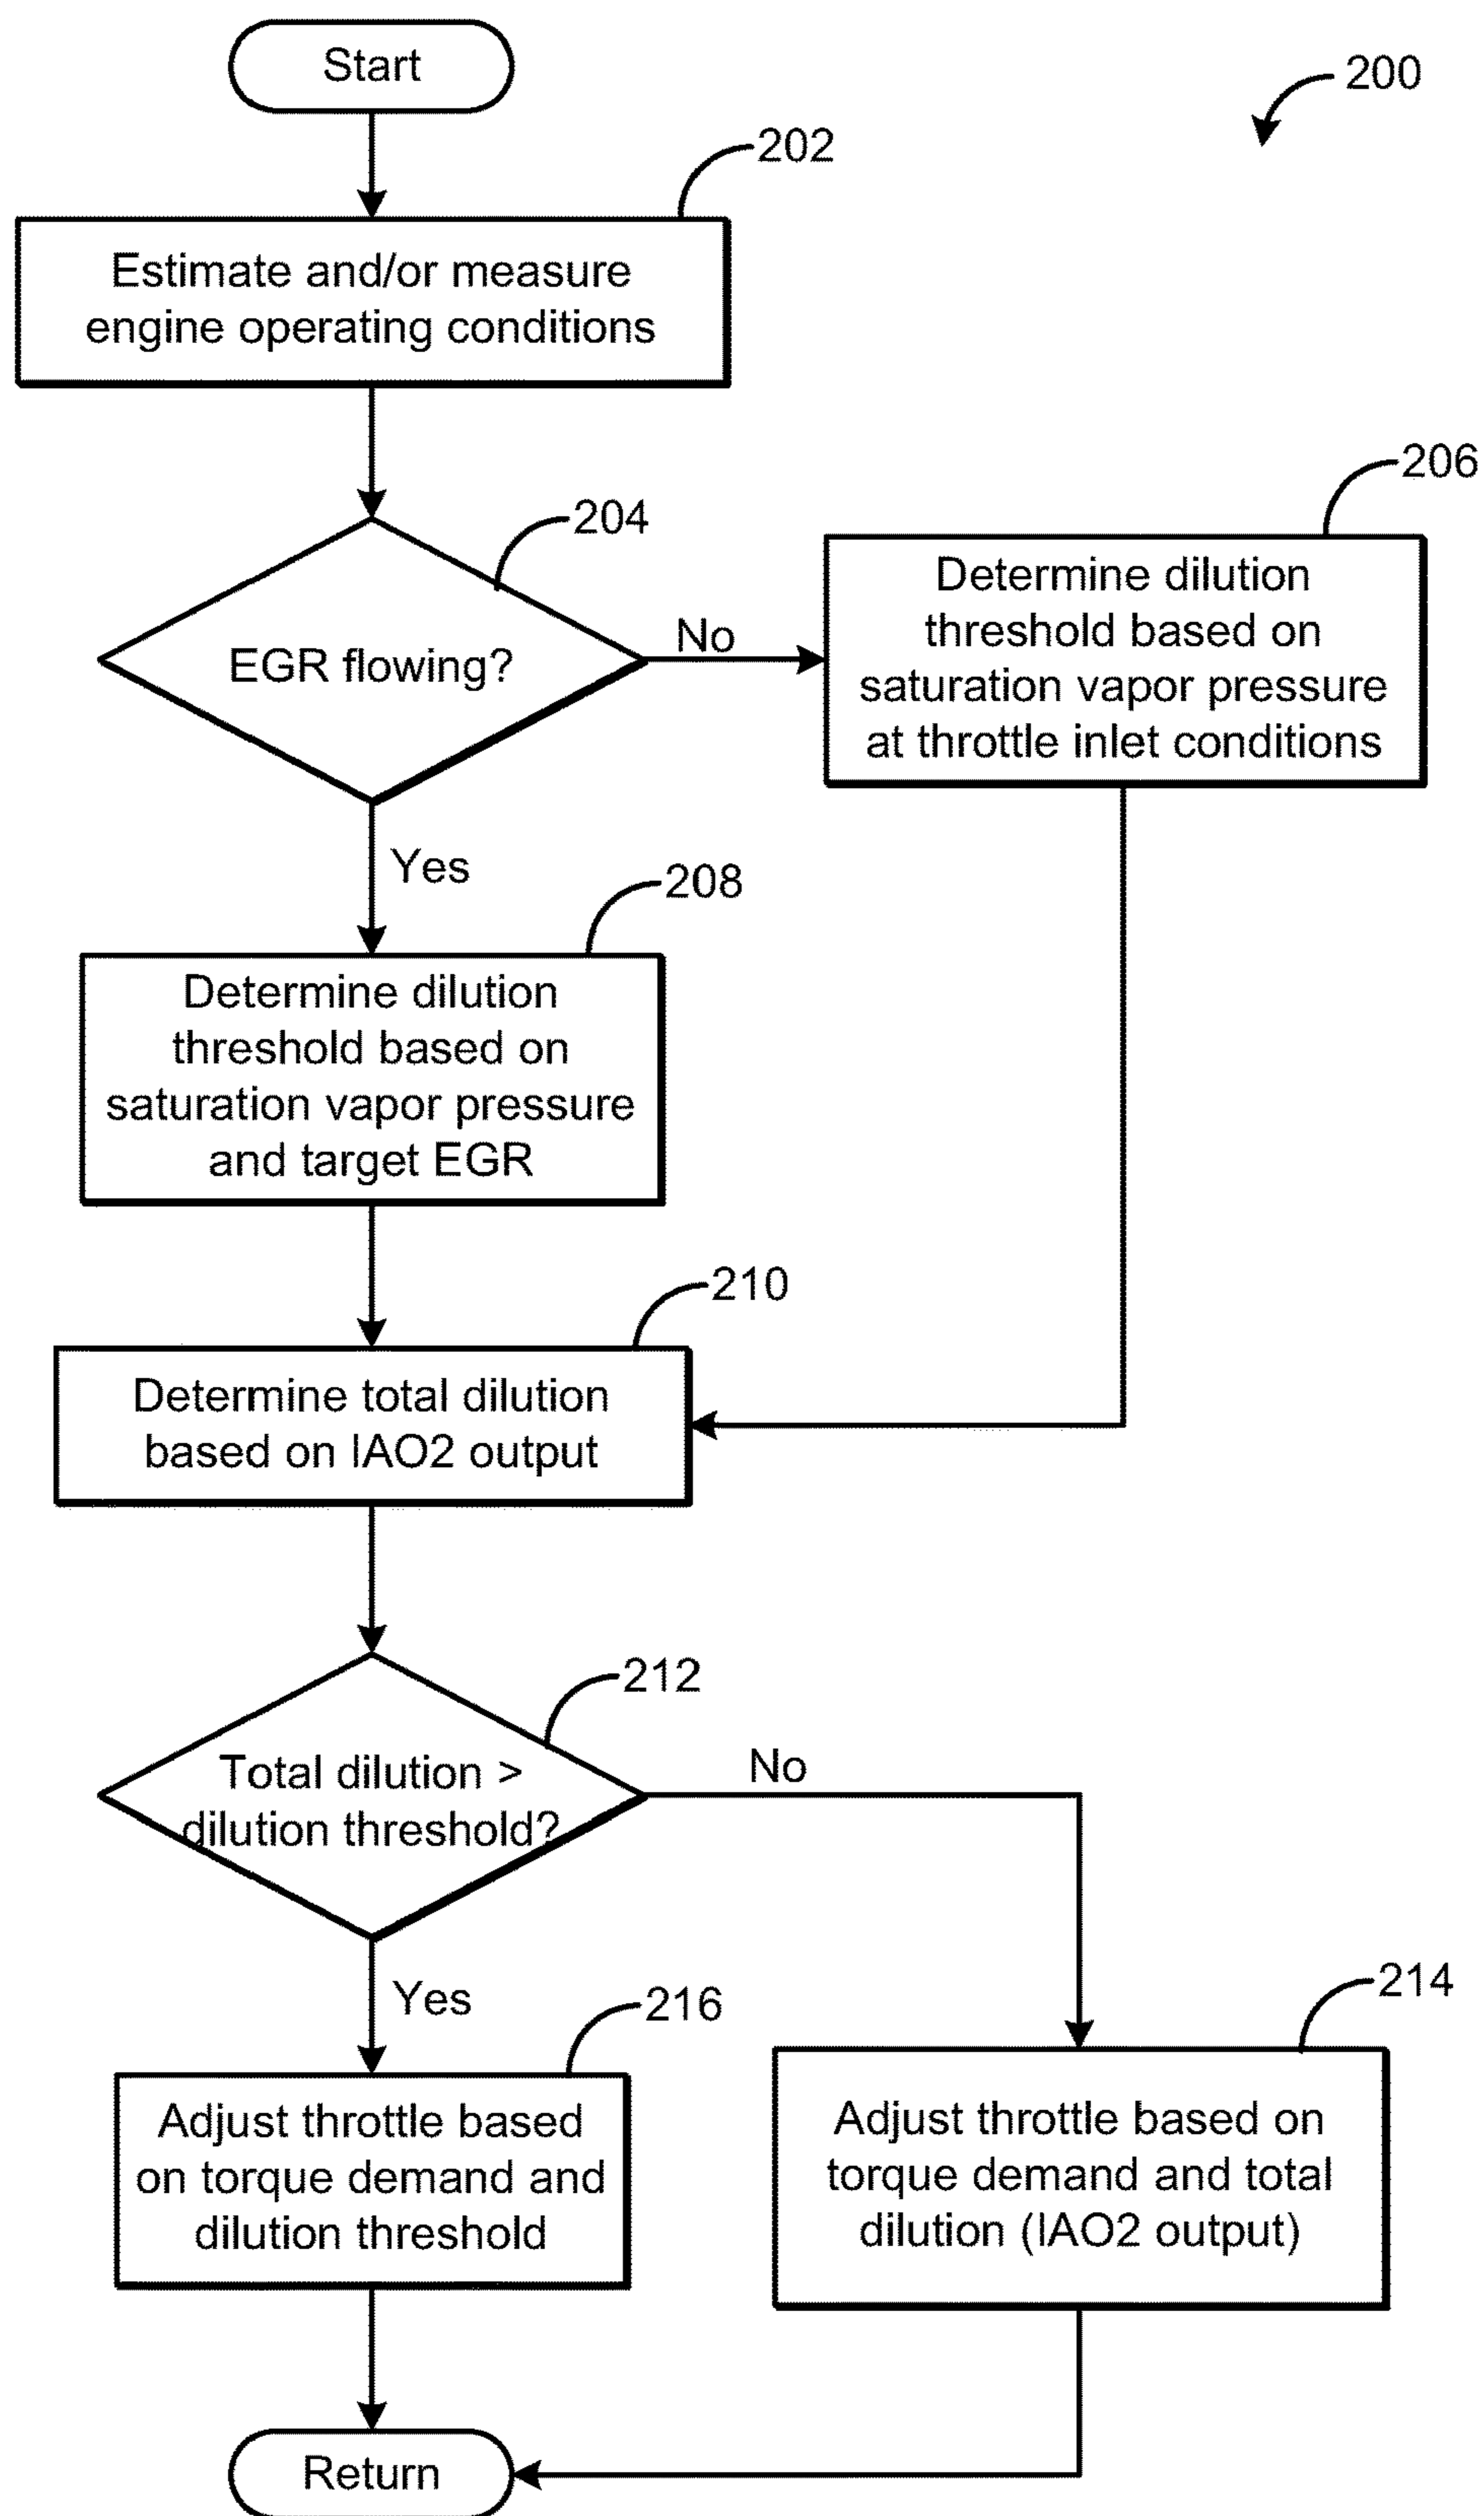 Start
200
202
Estimate and/or measure
engine operating conditions
204
EGR flowing?
No
206
Determine dilution
threshold based on
saturation vapor pressure
at throttle inlet conditions
Yes
208
Determine dilution
threshold based on
saturation vapor pressure
and target EGR
210
Determine total dilution
based on IAO2 output
212
Total dilution >
dilution threshold?
No
Yes
216
Adjust throttle based
on torque demand and
dilution threshold
214
Adjust throttle based on
torque demand and total
dilution (IAO2 output)
Return